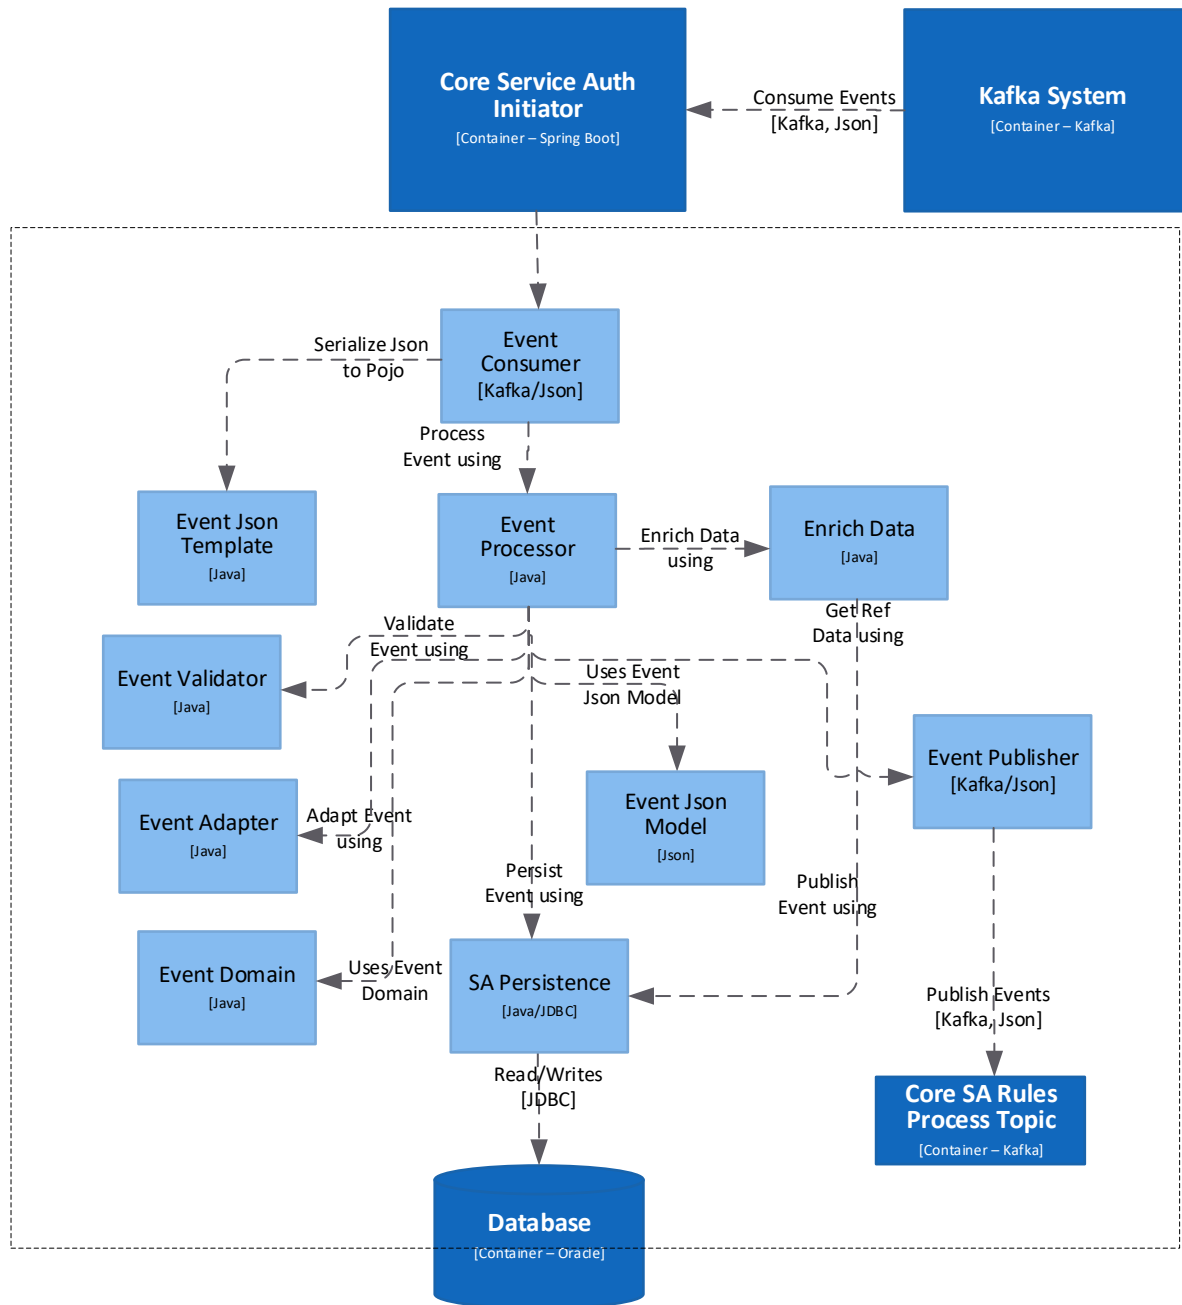 Core Service Auth
Initiator
[Container – Spring Boot]
Consume Events
[Kafka, Json]
Kafka System
[Container – Kafka]
Event
Consumer
[Kafka/Json]
Serialize Json
to Pojo
Process
Event using
Event Json
Template
[Java]
Event
Processor
[Java]
Enrich Data
using
Enrich Data
[Java]
Get Ref
Data using
Validate
Event using
Event Validator
[Java]
Uses Event
Json Model
Event Publisher
[Kafka/Json]
Event Json
Model
[Json]
Event Adapter
[Java]
Adapt Event
using
Persist
Event using
Publish
Event using
Event Domain
[Java]
Uses Event
Domain
SA Persistence
[Java/JDBC]
Publish Events
[Kafka, Json]
Read/Writes
[JDBC]
Core SA Rules
Process Topic
[Container – Kafka]
Database
[Container – Oracle]